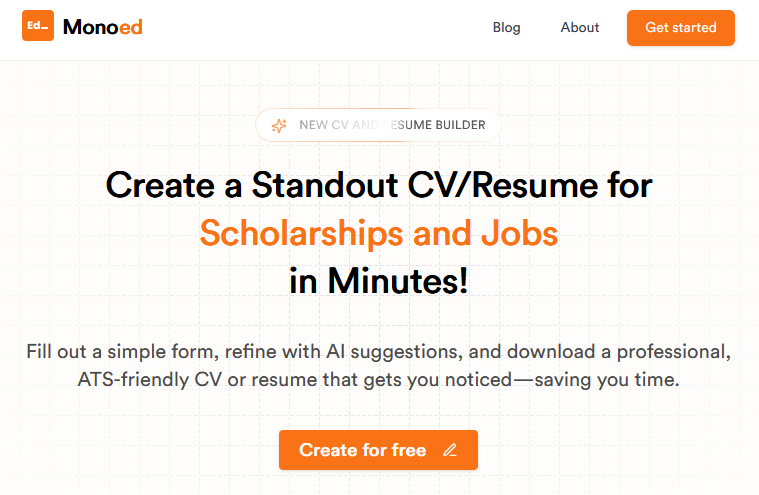 Ed_
Monoed
Blog
About
Get started
NEW CV AND RESUME BUILDER
Create a Standout CV/Resume for
Scholarships and Jobs
in Minutes!
Fill out a simple form, refine with AI suggestions, and download a professional,
ATS-friendly CV or resume that gets you noticed—saving you time.
Create for free